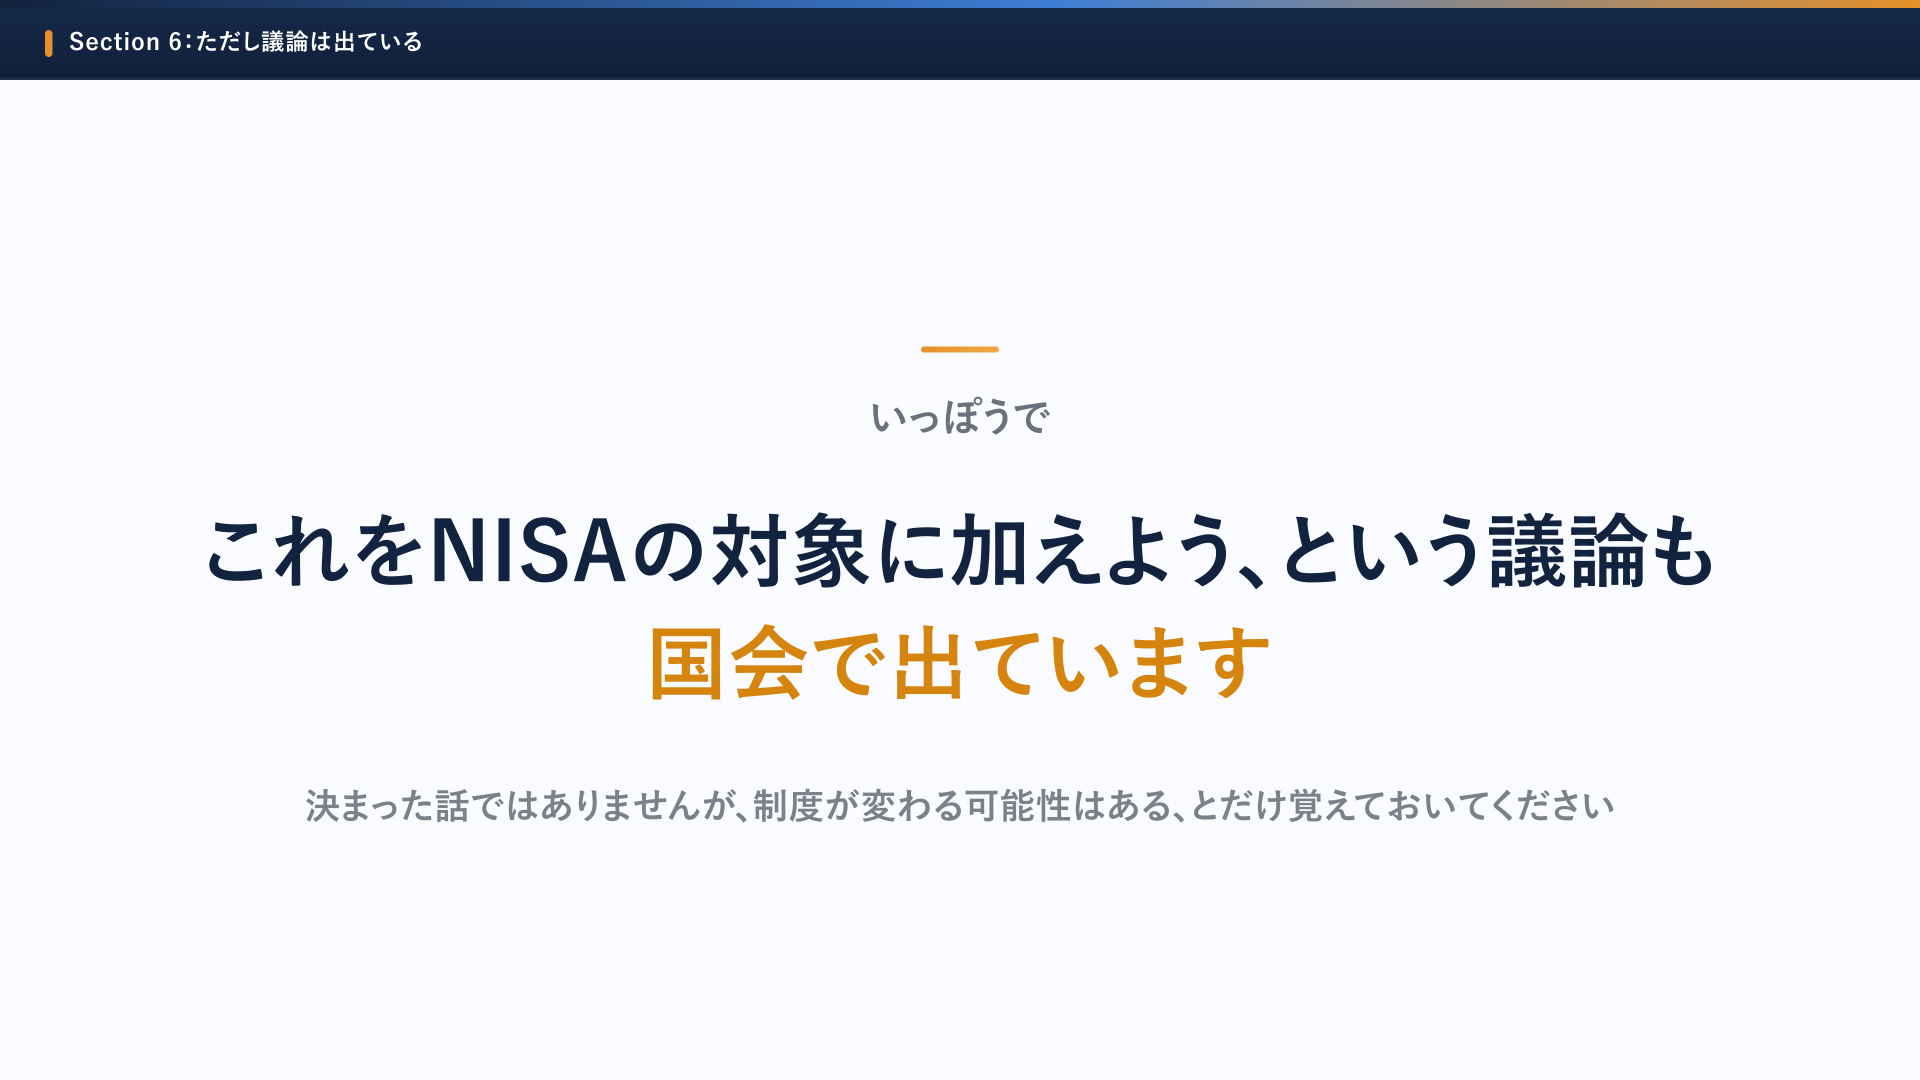 Section 6：ただし議論は出ている
いっぽうで
これをNISAの対象に加えよう、という議論も
国会で出ています
決まった話ではありませんが、制度が変わる可能性はある、とだけ覚えておいてください